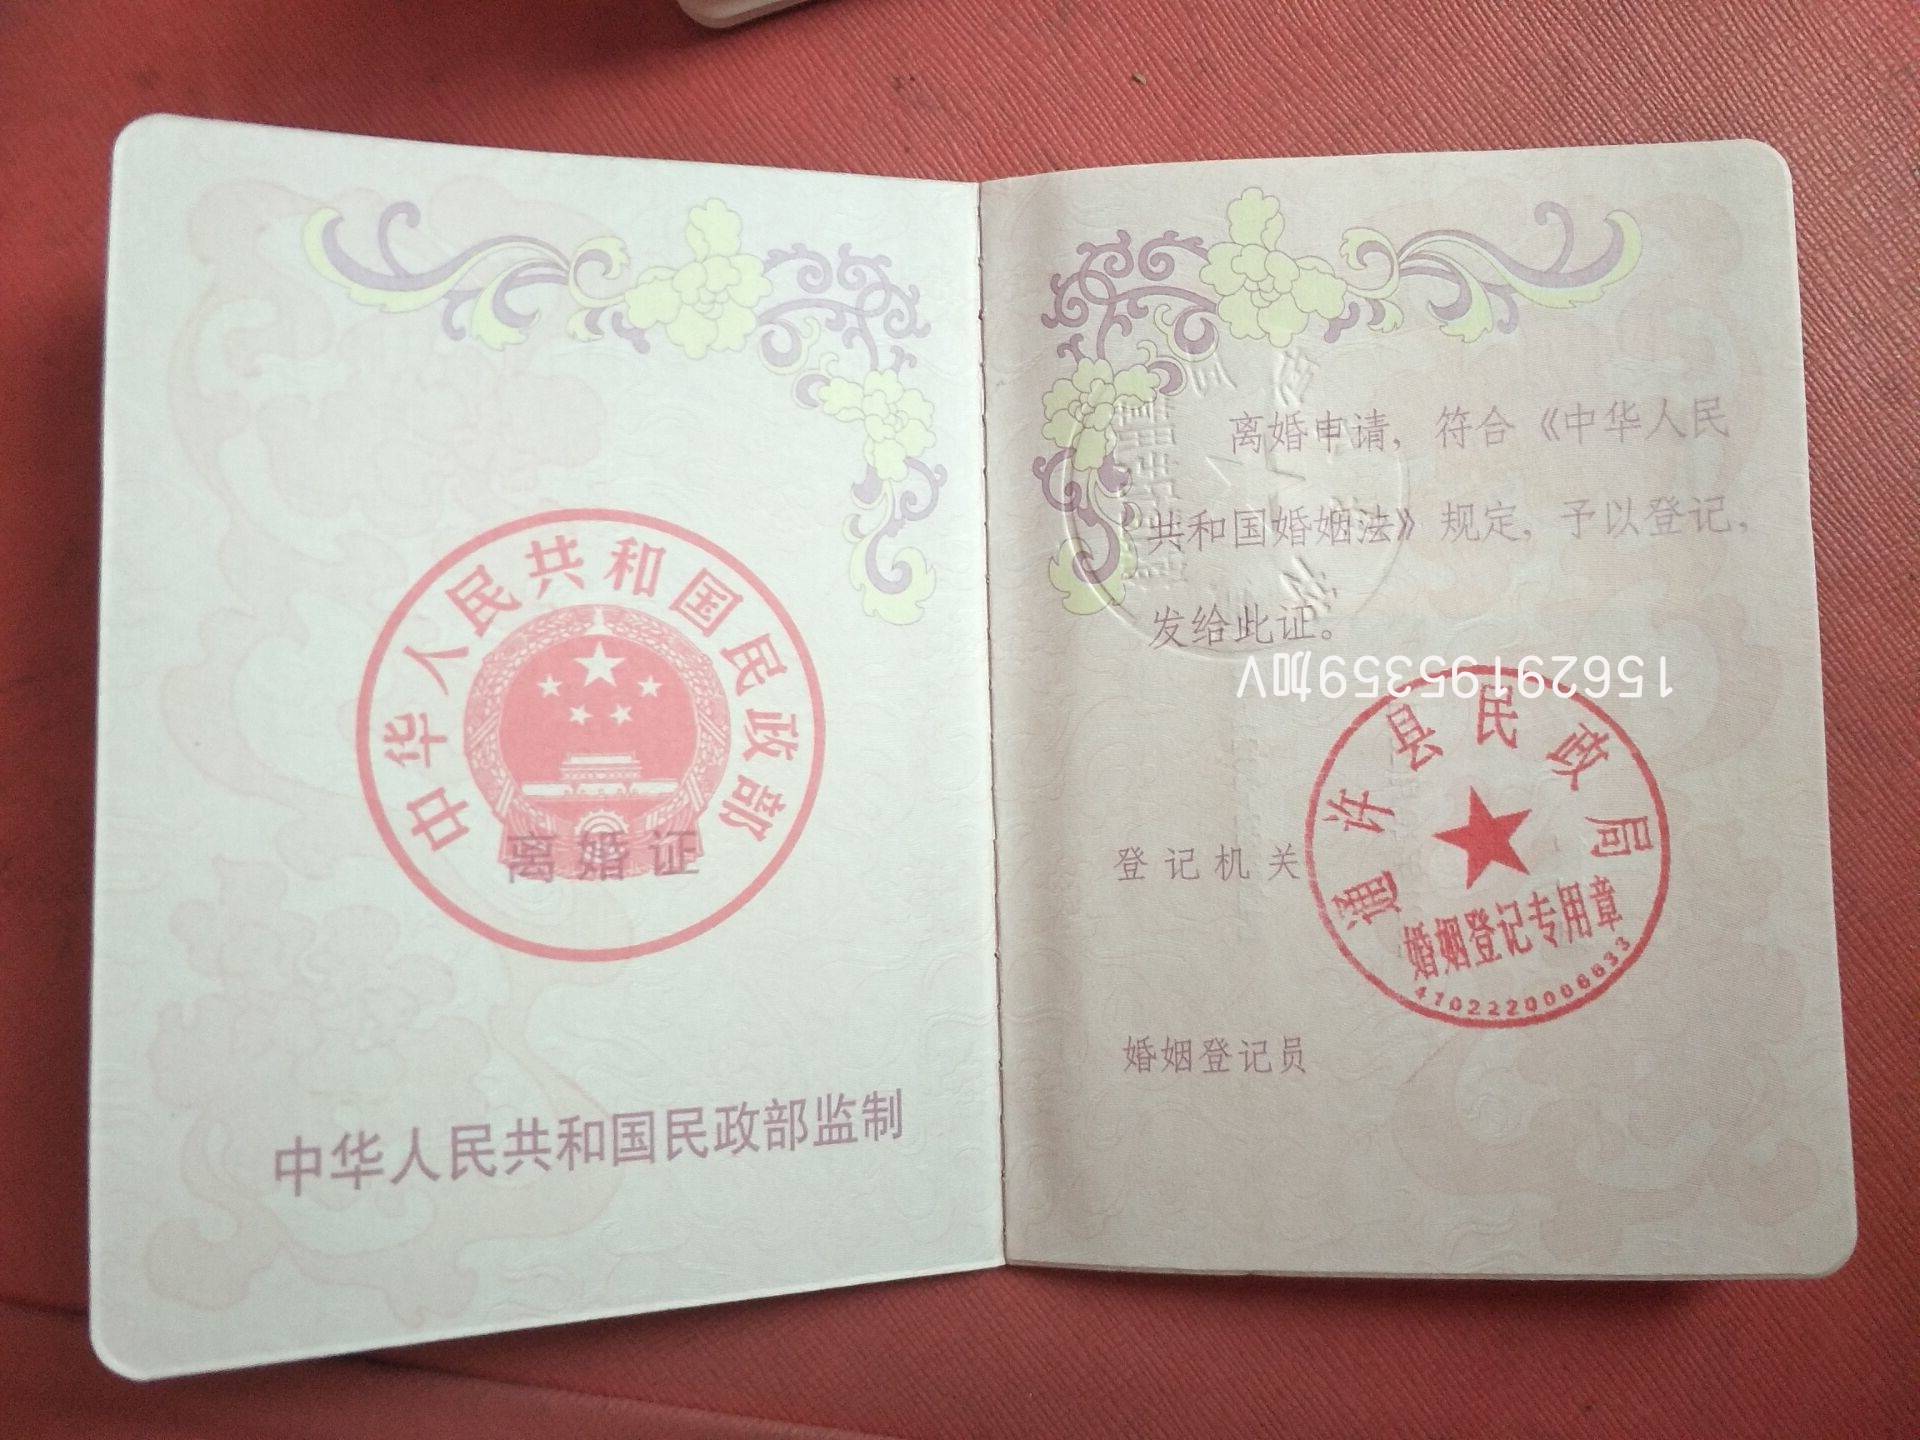 中华人民共和国民政部
离婚证
中华人民共和国民政部监制
离婚申请，符合《中华人民
共和国婚姻法》规定，予以登记，
发给此证。
15629195359加V
登记机关
通许县民政局
婚姻登记专用章
4102220006633
婚姻登记员